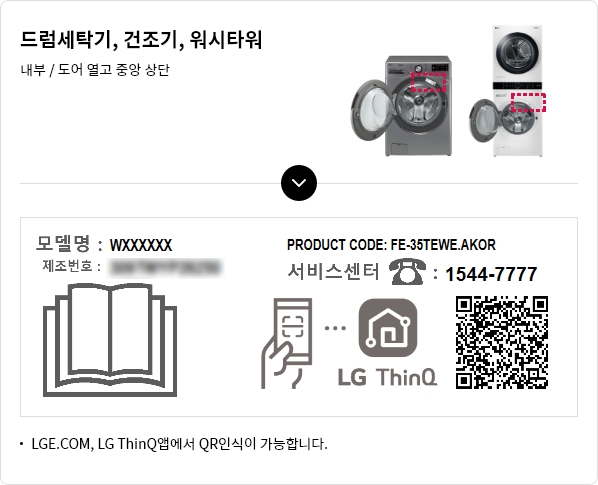 드럼세탁기, 건조기, 워시타워
내부 / 도어 열고 중앙 상단
모델명 : WXXXXXX
PRODUCT CODE: FE-35TEWE.AKOR
제조번호 :
서비스센터 : 1544-7777
LG ThinQ
• LGE.COM, LG ThinQ앱에서 QR인식이 가능합니다.